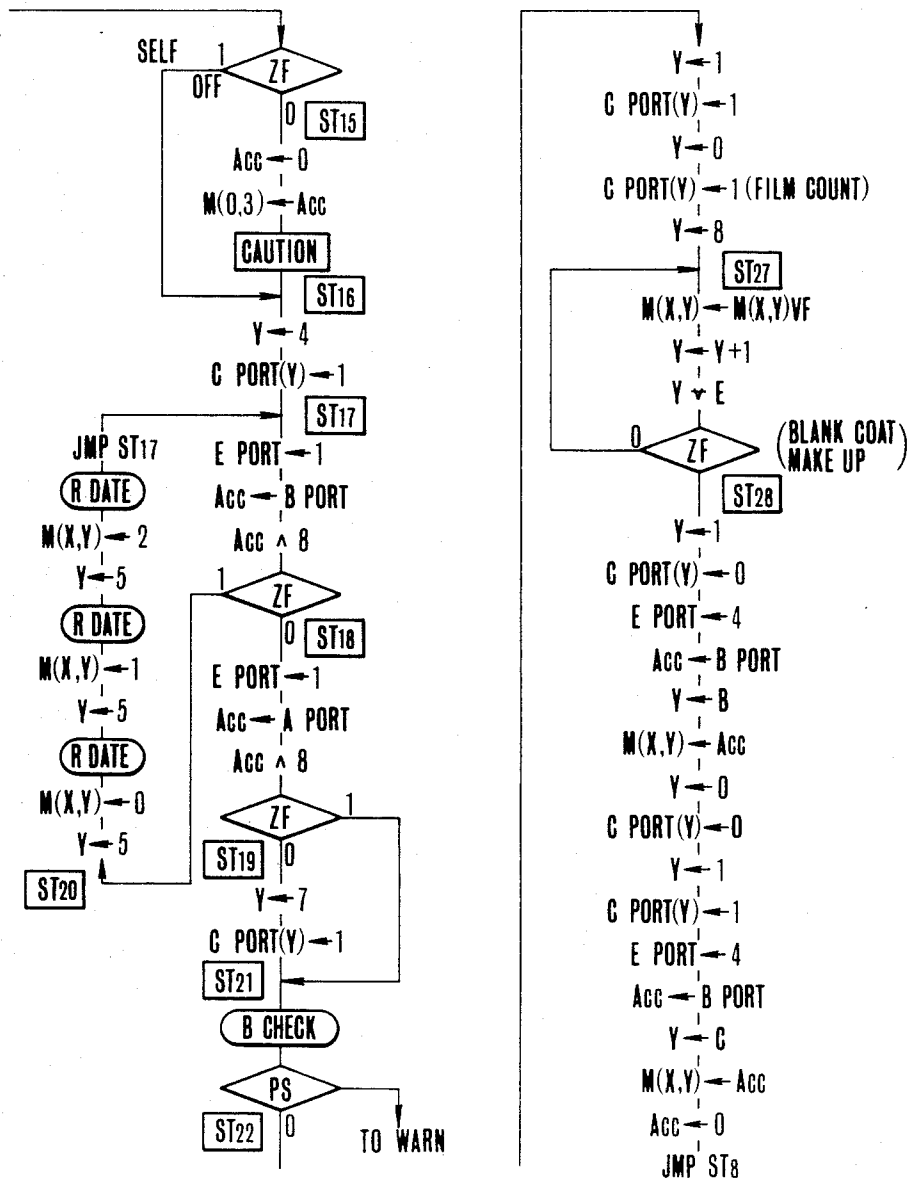 SELF
1
OFF
ZF
0
ST15
Acc←0
M(0,3)←Acc
CAUTION
ST16
Y←4
C PORT(Y)←1
ST17
E PORT←1
Acc←B PORT
Acc ∧ 8
1
ZF
0
ST18
E PORT←1
Acc←A PORT
Acc ∧ 8
ZF
1
0
ST19
Y←7
C PORT(Y)←1
ST21
B CHECK
PS
0
ST22
TO WARN
JMP ST17
R DATE
M(X,Y)←2
Y←5
R DATE
M(X,Y)←1
Y←5
R DATE
M(X,Y)←0
Y←5
ST20
Y←1
C PORT(Y)←1
Y←0
C PORT(Y)←1(FILM COUNT)
Y←8
ST27
M(X,Y)←M(X,Y)VF
Y←Y+1
Y ⊻ E
0
ZF
(BLANK COAT
MAKE UP)
ST28
Y←1
C PORT(Y)←0
E PORT←4
Acc←B PORT
Y←B
M(X,Y)←Acc
Y←0
C PORT(Y)←0
Y←1
C PORT(Y)←1
E PORT←4
Acc←B PORT
Y←C
M(X,Y)←Acc
Acc←0
JMP ST8